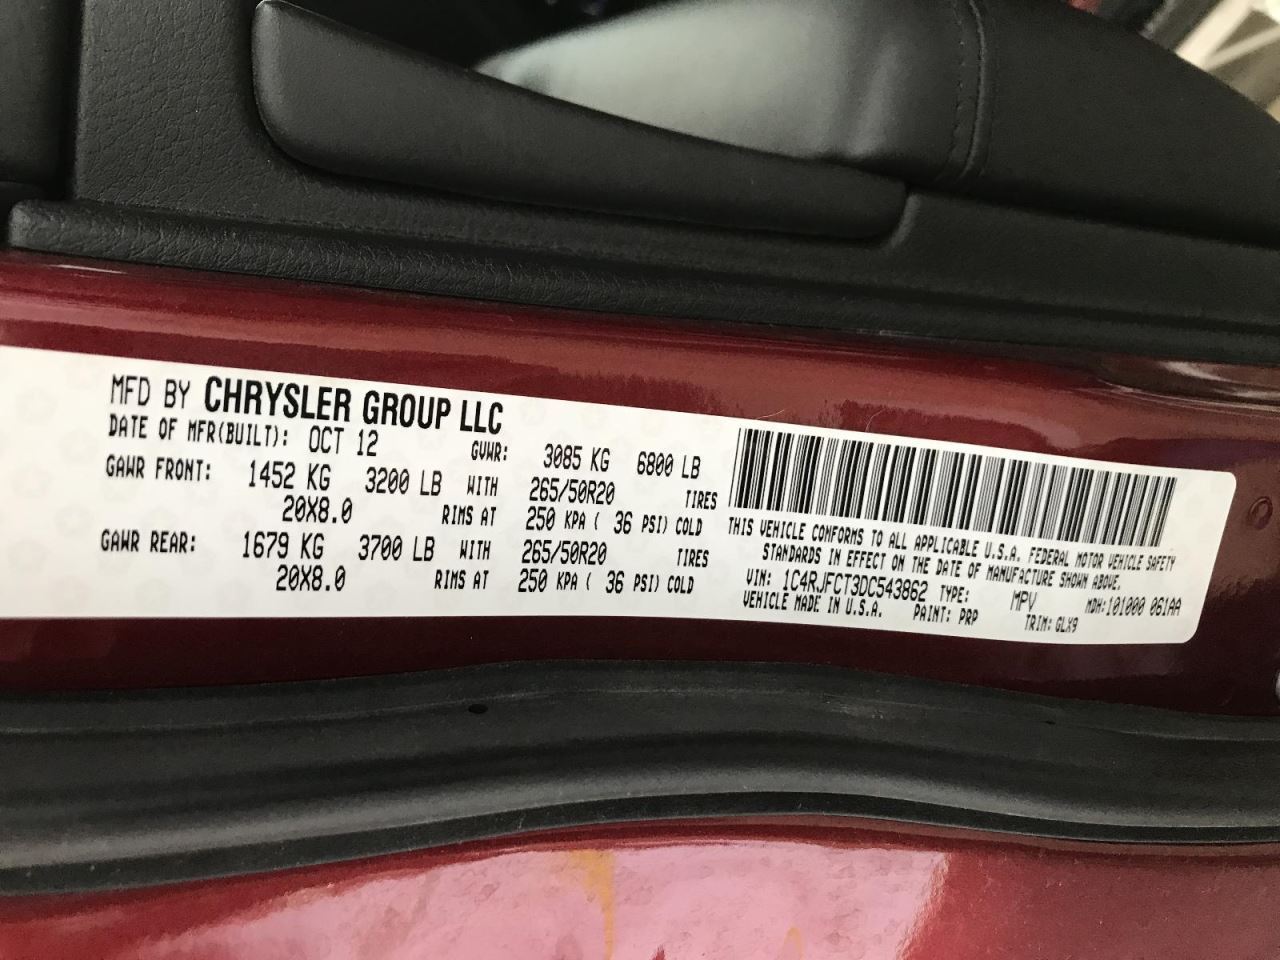 MFD BY CHRYSLER GROUP LLC
DATE OF MFR(BUILT): OCT 12 GVWR: 3085 KG 6800 LB
GAWR FRONT: 1452 KG 3200 LB WITH 265/50R20 TIRES
20X8.0 RIMS AT 250 KPA ( 36 PSI) COLD
GAWR REAR: 1679 KG 3700 LB WITH 265/50R20 TIRES
20X8.0 RIMS AT 250 KPA ( 36 PSI) COLD
THIS VEHICLE CONFORMS TO ALL APPLICABLE U.S.A. FEDERAL MOTOR VEHICLE SAFETY
STANDARDS IN EFFECT ON THE DATE OF MANUFACTURE SHOWN ABOVE.
VIN: 1C4RJFCT3DC543862 TYPE: MPV MDH:101000 061AA
VEHICLE MADE IN U.S.A. PAINT: PRP TRIM: GLX9